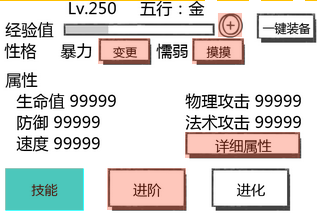 Lv.250 五行：金
经验值 一键装备
性格 暴力 变更 懦弱 摸摸
属性
生命值 99999 物理攻击 99999
防御 99999 法术攻击 99999
速度 99999 详细属性
技能 进阶 进化